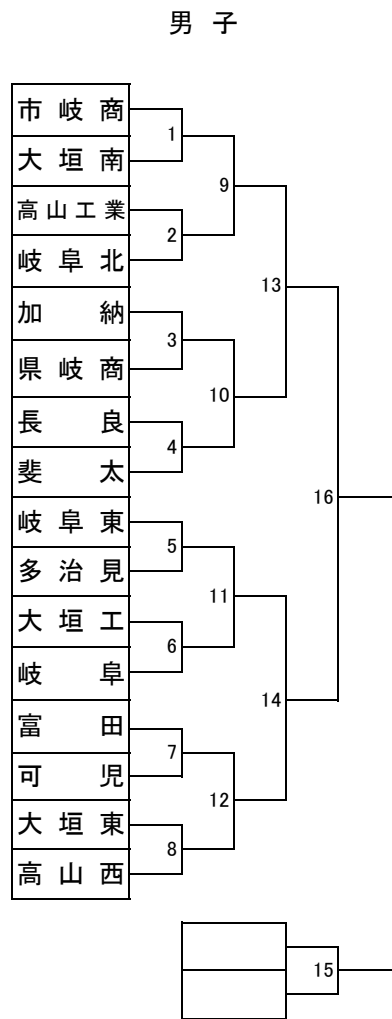 男子
市岐商
1
大垣南
9
高山工業
2
岐阜北
13
加納
3
県岐商
10
長良
4
斐太
16
岐阜東
5
多治見
11
大垣工
6
岐阜
14
富田
7
可児
12
大垣東
8
高山西
15